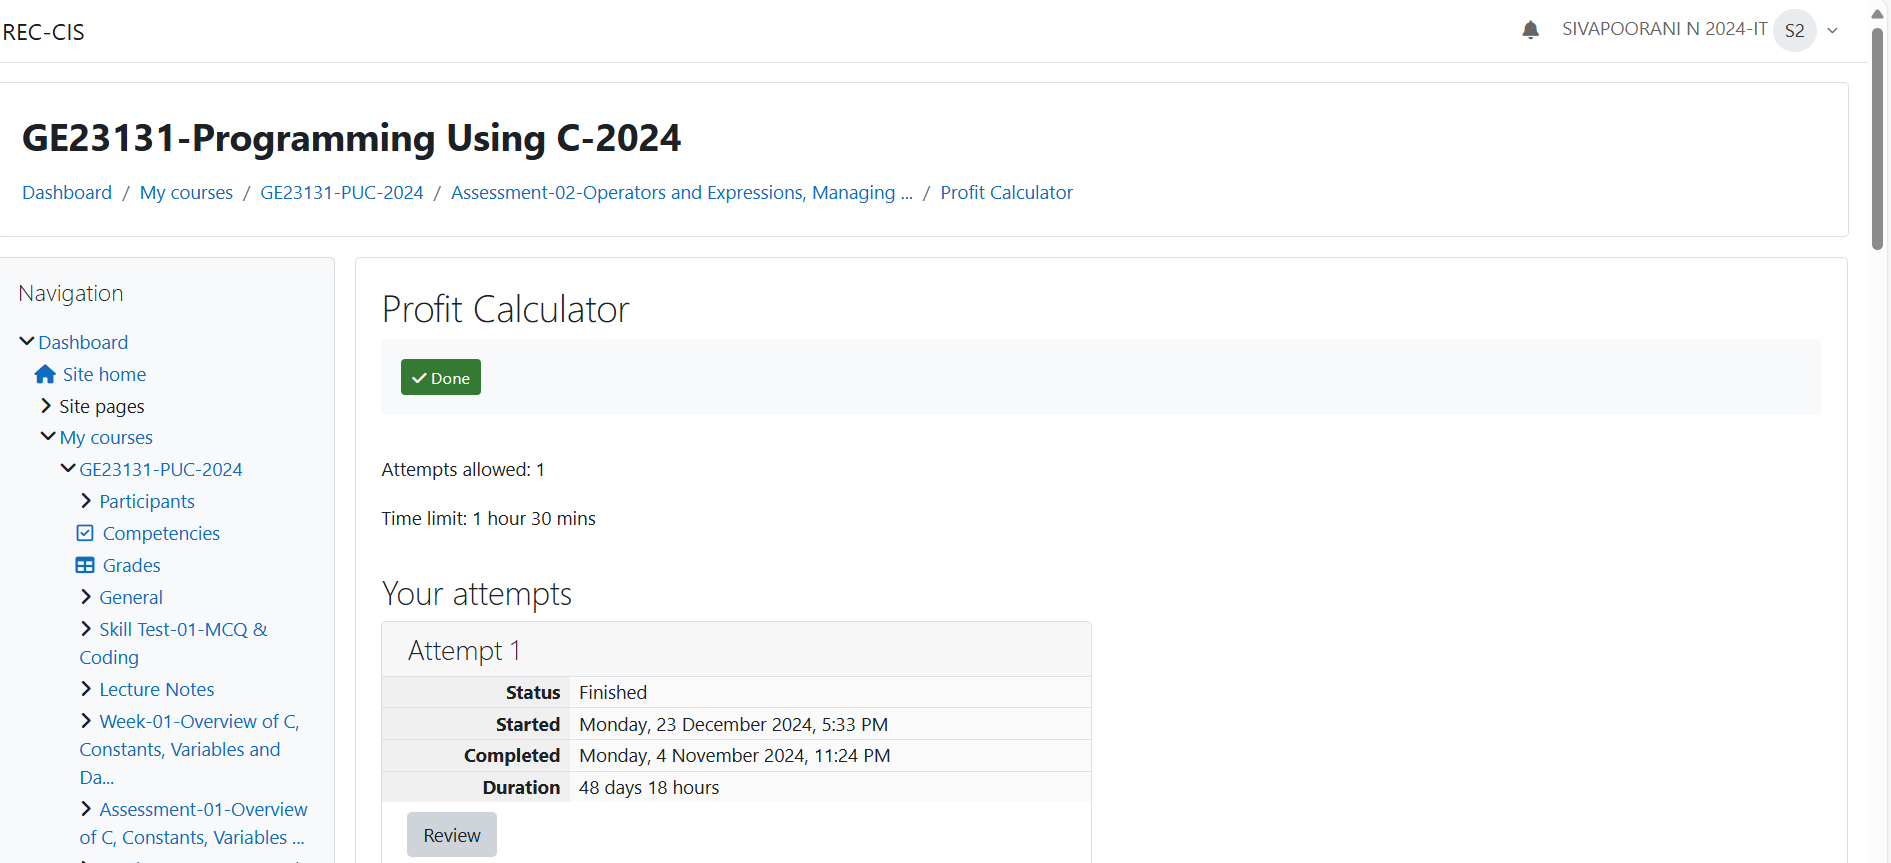 REC-CIS
SIVAPOORANI N 2024-IT S2
GE23131-Programming Using C-2024
Dashboard / My courses / GE23131-PUC-2024 / Assessment-02-Operators and Expressions, Managing ... / Profit Calculator
Navigation
Dashboard
Site home
Site pages
My courses
GE23131-PUC-2024
Participants
Competencies
Grades
General
Skill Test-01-MCQ &
Coding
Lecture Notes
Week-01-Overview of C,
Constants, Variables and
Da...
Assessment-01-Overview
of C, Constants, Variables ...
Profit Calculator
Done
Attempts allowed: 1
Time limit: 1 hour 30 mins
Your attempts
Attempt 1
Status Finished
Started Monday, 23 December 2024, 5:33 PM
Completed Monday, 4 November 2024, 11:24 PM
Duration 48 days 18 hours
Review